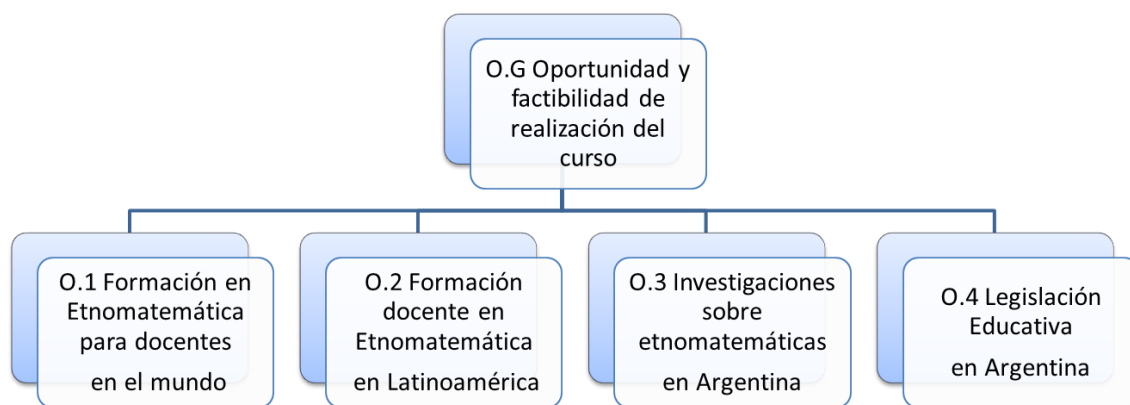 O.G Oportunidad y
factibilidad de
realización del
curso
O.1 Formación en
Etnomatemática
para docentes
en el mundo
O.2 Formación
docente en
Etnomatemática
en Latinoamérica
O.3 Investigaciones
sobre
etnomatemáticas
en Argentina
O.4 Legislación
Educativa
en Argentina